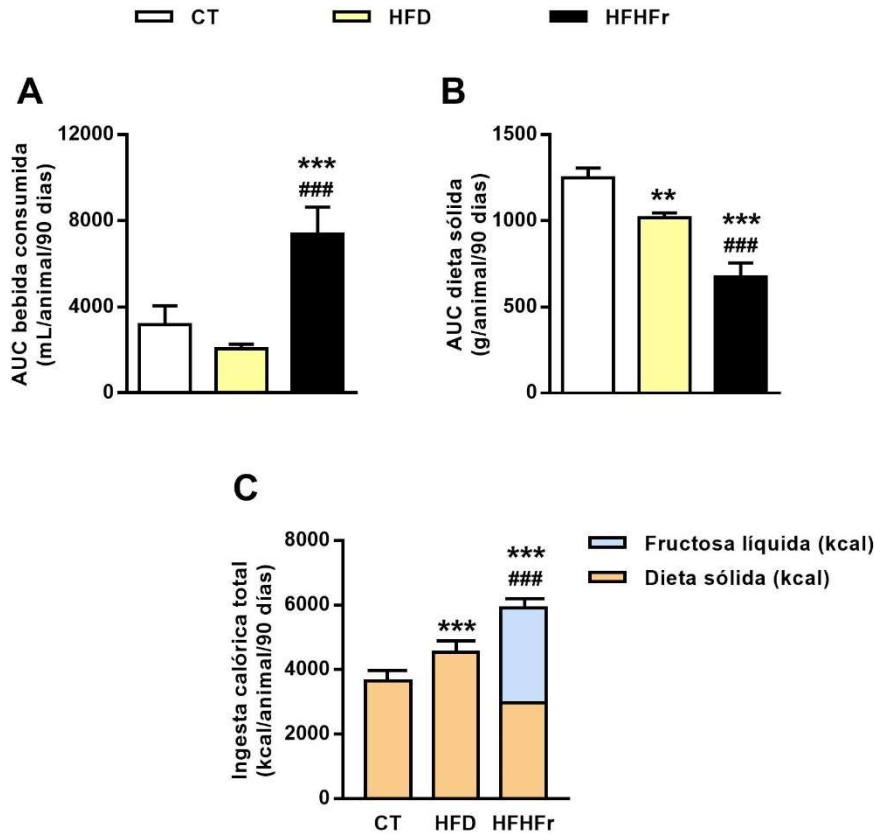 CT
HFD
HFHFr
A
AUC bebida consumida
(mL/animal/90 dias)
12000
8000
4000
0
***
###
B
AUC dieta sólida
(g/animal/90 dias)
1500
1000
500
0
**
***
###
C
Ingesta calórica total
(kcal/animal/90 días)
8000
6000
4000
2000
0
***
***
###
CT
HFD
HFHFr
Fructosa líquida (kcal)
Dieta sólida (kcal)